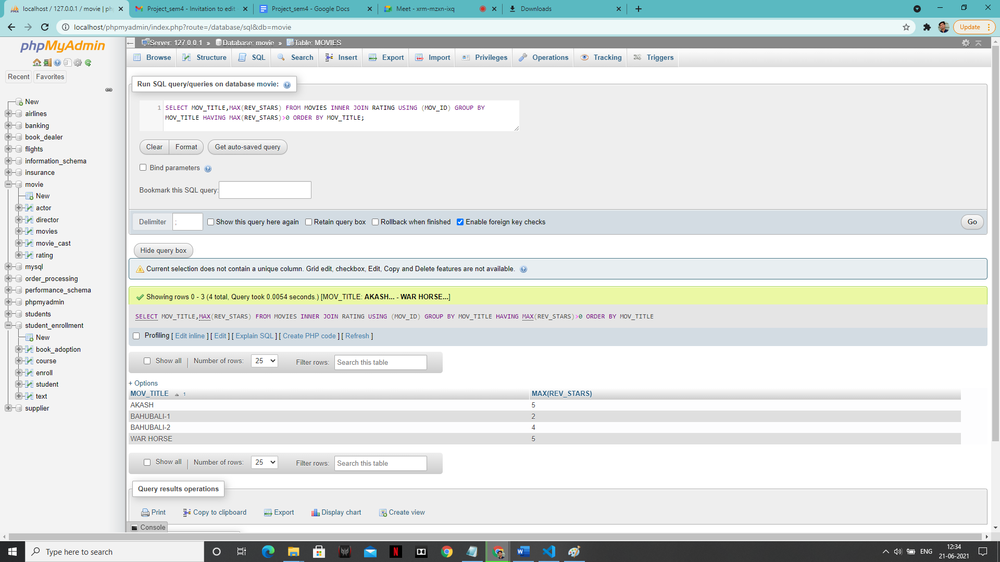 localhost / 127.0.0.1 / movie | ph
Project_sem4 - Invitation to edit
Project_sem4 - Google Docs
Meet - xrm-mzxn-ixq
Downloads
localhost/phpmyadmin/index.php?route=/database/sql&db=movie
Update
phpMyAdmin
Recent
Favorites
New
airlines
banking
book_dealer
flights
information_schema
insurance
movie
New
actor
director
movies
movie_cast
rating
mysql
order_processing
performance_schema
phpmyadmin
students
student_enrollment
New
book_adoption
course
enroll
student
text
supplier
Server: 127.0.0.1 » Database: movie » Table: MOVIES
Browse Structure SQL Search Insert Export Import Privileges Operations Tracking Triggers
Run SQL query/queries on database movie:
1 SELECT MOV_TITLE,MAX(REV_STARS) FROM MOVIES INNER JOIN RATING USING (MOV_ID) GROUP BY
MOV_TITLE HAVING MAX(REV_STARS)>0 ORDER BY MOV_TITLE;
Clear Format Get auto-saved query
Bind parameters
Bookmark this SQL query:
Delimiter ; Show this query here again Retain query box Rollback when finished Enable foreign key checks Go
Hide query box
Current selection does not contain a unique column. Grid edit, checkbox, Edit, Copy and Delete features are not available.
Showing rows 0 - 3 (4 total, Query took 0.0054 seconds.) [MOV_TITLE: AKASH... - WAR HORSE...]
SELECT MOV_TITLE,MAX(REV_STARS) FROM MOVIES INNER JOIN RATING USING (MOV_ID) GROUP BY MOV_TITLE HAVING MAX(REV_STARS)>0 ORDER BY MOV_TITLE
Profiling [ Edit inline ] [ Edit ] [ Explain SQL ] [ Create PHP code ] [ Refresh ]
Show all | Number of rows: 25 Filter rows: Search this table
+ Options
MOV_TITLE 1 MAX(REV_STARS)
AKASH 5
BAHUBALI-1 2
BAHUBALI-2 4
WAR HORSE 5
Show all | Number of rows: 25 Filter rows: Search this table
Query results operations
Print Copy to clipboard Export Display chart Create view
Console
Type here to search
ENG
12:34
21-06-2021